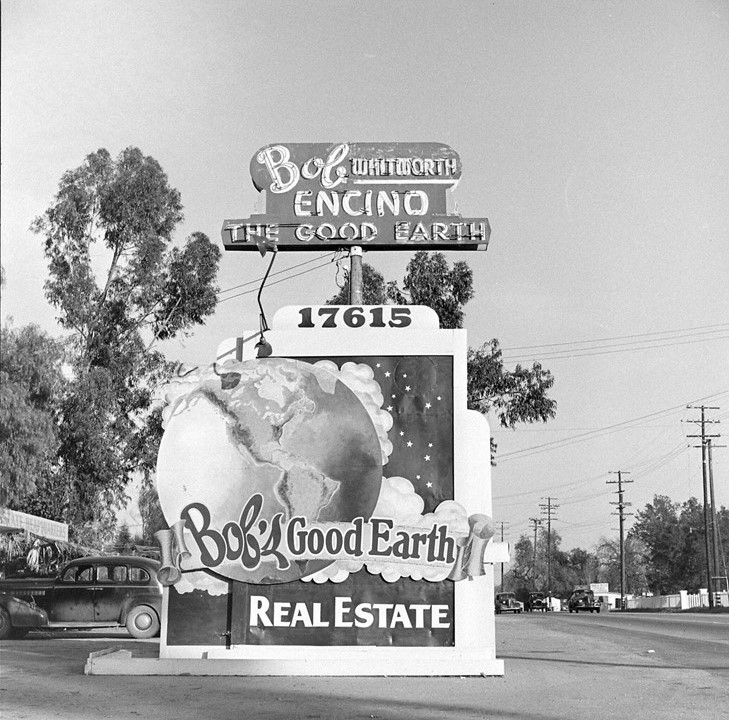 Bob WHITWORTH
ENCINO
THE GOOD EARTH
17615
Bob's Good Earth
REAL ESTATE